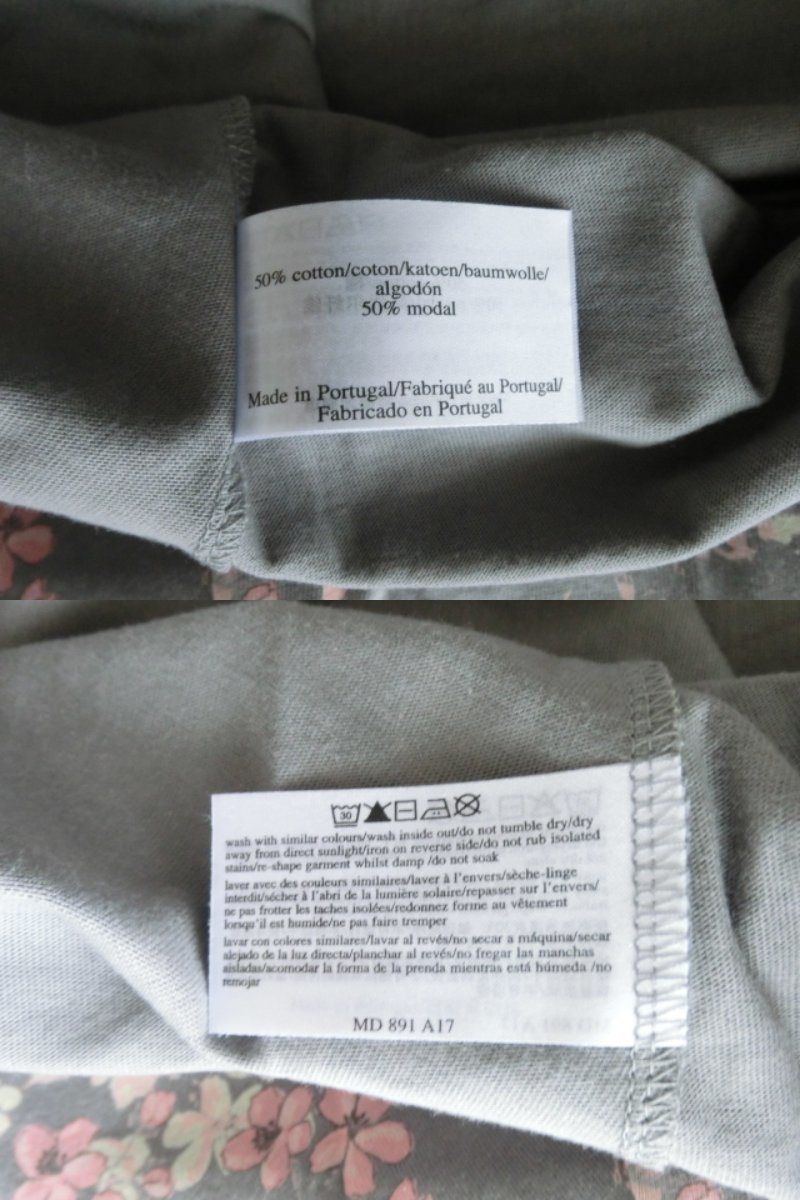 50% cotton/coton/katoen/baumwolle/
algodón
50% modal
Made in Portugal/Fabriqué au Portugal/
Fabricado en Portugal
30
wash with similar colours/wash inside out/do not tumble dry/dry
away from direct sunlight/iron on reverse side/do not rub isolated
stains/re-shape garment whilst damp /do not soak
laver avec des couleurs similaires/laver à l'envers/sèche-linge
interdit/sécher à l'abri de la lumière solaire/repasser sur l'envers/
ne pas frotter les taches isolées/redonnez forme au vêtement
lorsqu'il est humide/ne pas faire tremper
lavar con colores similares/lavar al revés/no secar a máquina/secar
alejado de la luz directa/planchar al revés/no fregar las manchas
aisladas/acomodar la forma de la prenda mientras está húmeda /no
remojar
MD 891 A17